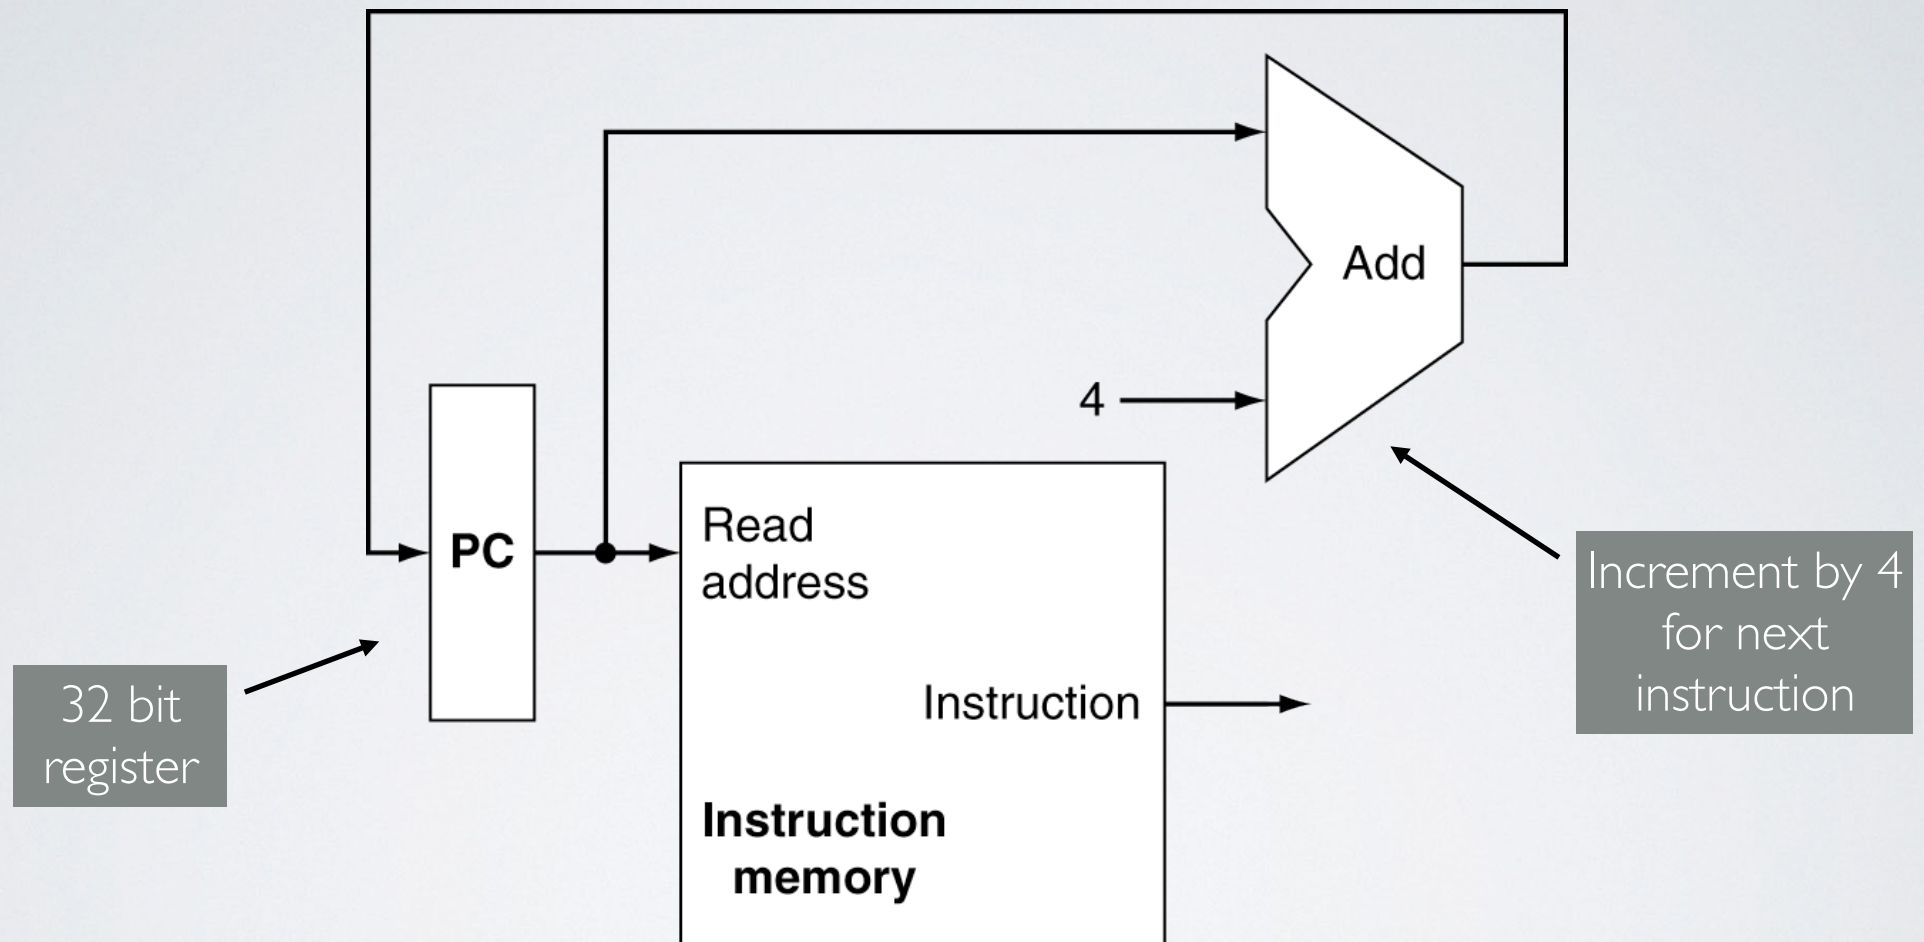 Add
4
PC
Read
address
Instruction
Instruction
memory
32 bit
register
Increment by 4
for next
instruction